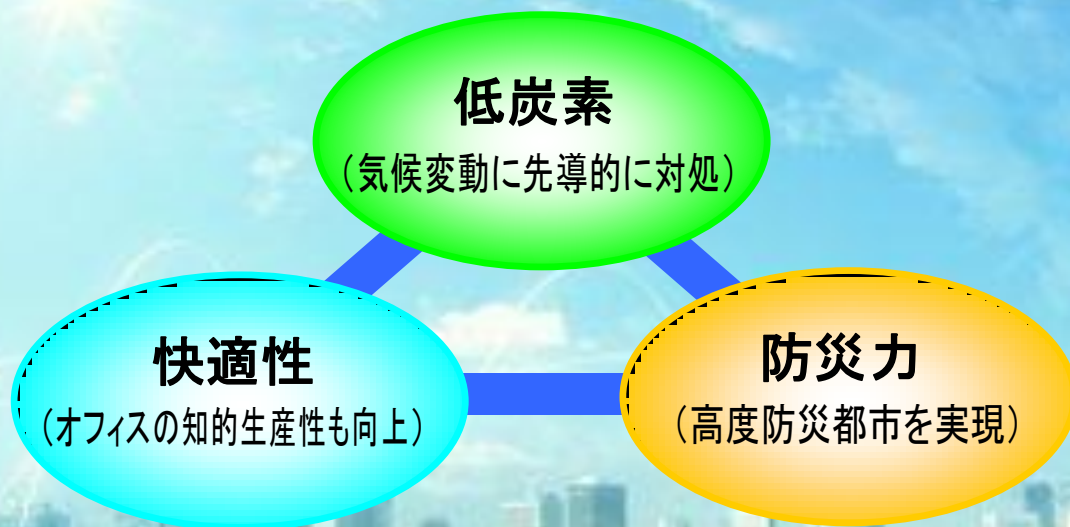 低炭素
（気候変動に先導的に対処）
快適性
（オフィスの知的生産性も向上）
防災力
（高度防災都市を実現）